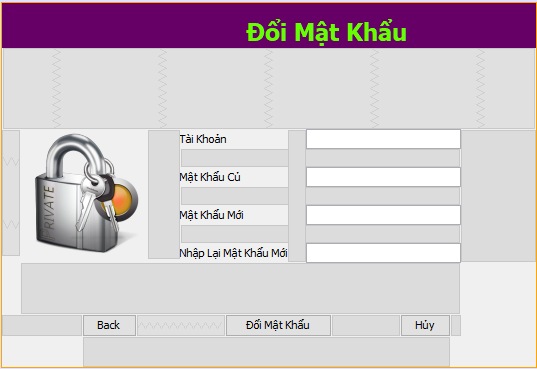 Đổi Mật Khẩu
Tài Khoản
PRIVATE
Mật Khẩu Củ
Mật Khẩu Mới
Nhập Lại Mật Khẩu Mới
Back
Đổi Mật Khẩu
Hủy